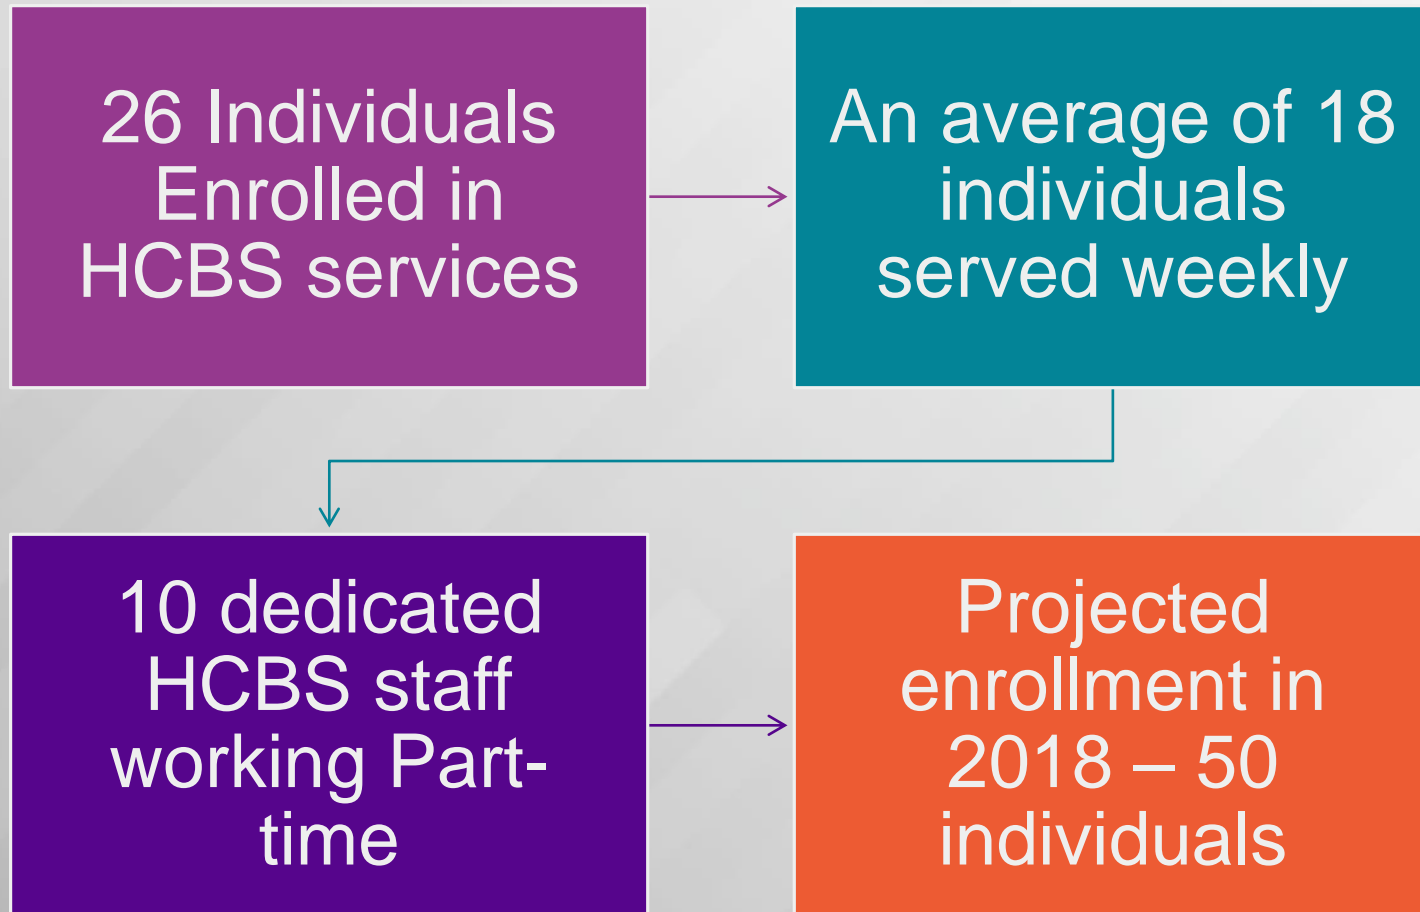 26 Individuals
Enrolled in
HCBS services
An average of 18
individuals
served weekly
10 dedicated
HCBS staff
working Part-
time
Projected
enrollment in
2018 – 50
individuals